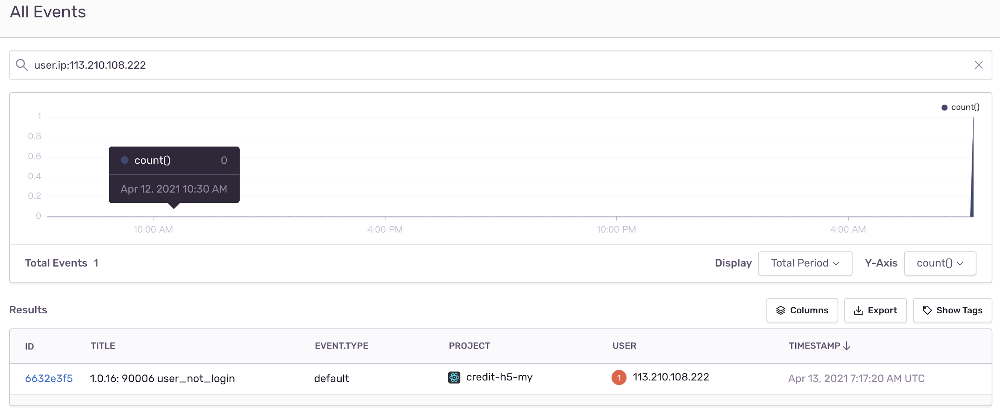 All Events
user.ip:113.210.108.222
count()
1
0.8
0.6
0.4
0.2
0
count() 0
Apr 12, 2021 10:30 AM
10:00 AM 4:00 PM 10:00 PM 4:00 AM
Total Events 1 Display Total Period Y-Axis count()
Results Columns Export Show Tags
ID TITLE EVENT.TYPE PROJECT USER TIMESTAMP
6632e3f5 1.0.16: 90006 user_not_login default credit-h5-my 1 113.210.108.222 Apr 13, 2021 7:17:20 AM UTC